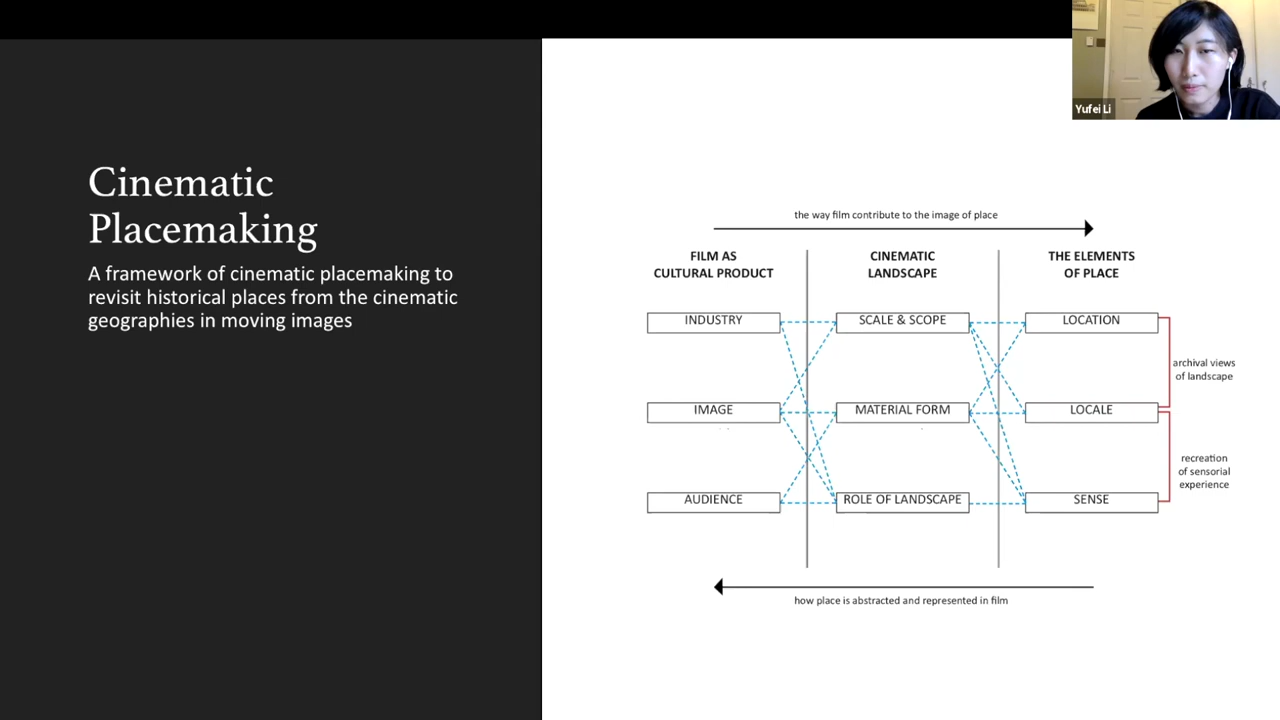 Yufei Li
Cinematic
Placemaking
A framework of cinematic placemaking to
revisit historical places from the cinematic
geographies in moving images
the way film contribute to the image of place
FILM AS
CULTURAL PRODUCT
CINEMATIC
LANDSCAPE
THE ELEMENTS
OF PLACE
INDUSTRY
SCALE & SCOPE
LOCATION
archival views
of landscape
IMAGE
MATERIAL FORM
LOCALE
recreation
of sensorial
experience
AUDIENCE
ROLE OF LANDSCAPE
SENSE
how place is abstracted and represented in film